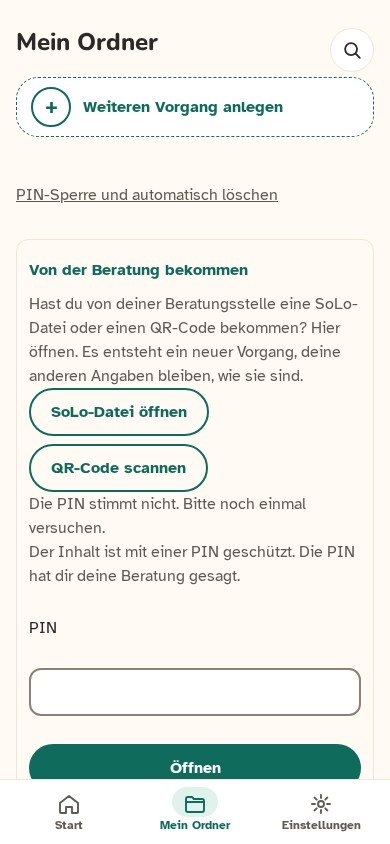 Mein Ordner
+ Weiteren Vorgang anlegen
PIN-Sperre und automatisch löschen
Von der Beratung bekommen
Hast du von deiner Beratungsstelle eine SoLo-
Datei oder einen QR-Code bekommen? Hier
öffnen. Es entsteht ein neuer Vorgang, deine
anderen Angaben bleiben, wie sie sind.
SoLo-Datei öffnen
QR-Code scannen
Die PIN stimmt nicht. Bitte noch einmal
versuchen.
Der Inhalt ist mit einer PIN geschützt. Die PIN
hat dir deine Beratung gesagt.
PIN
Öffnen
Start
Mein Ordner
Einstellungen